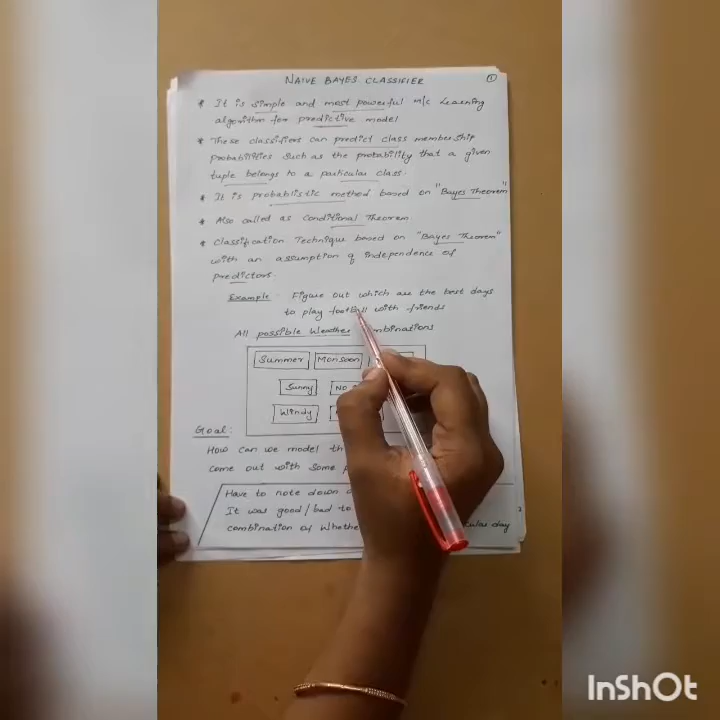 NAIVE BAYES CLASSIFIER
1
* It is simple and most powerful M/c Learning
algorithm for predictive model
* These classifiers can predict class membership
probabilities such as the probability that a given
tuple belongs to a particular class.
* It is probablistic method based on "Bayes Theorem"
* Also called as Conditional Theorem.
* Classification Technique based on "Bayes Theorem"
with an assumption of independence of
predictors.
Example: Figure out which are the best days
to play football with friends
All possible Weather Combinations
Summer Monsoon
Sunny No
Windy
Goal:
How can we model
come out with some
Have to note down
It was good/bad to
combination of Whethe day
InShOt